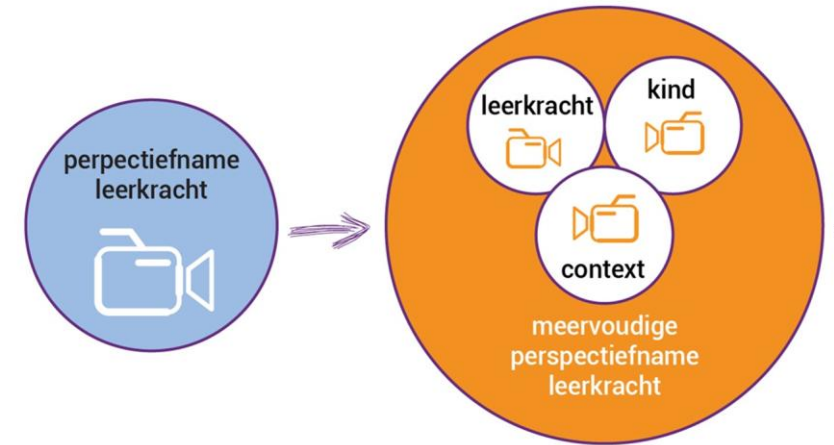 perpectiefname
leerkracht
leerkracht
kind
context
meervoudige
perspectiefname
leerkracht